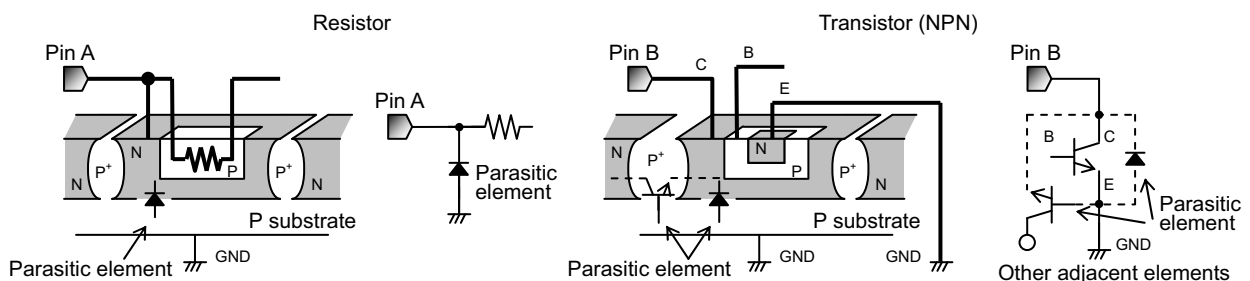 Resistor
Pin A
N
P⁺
N
P
P⁺
N
P substrate
Parasitic element
GND
Pin A
Parasitic
element
Transistor (NPN)
Pin B
C
B
E
N
P⁺
N
N
P
P⁺
N
P substrate
Parasitic element
GND
GND
Pin B
B
C
E
Parasitic
element
GND
Other adjacent elements